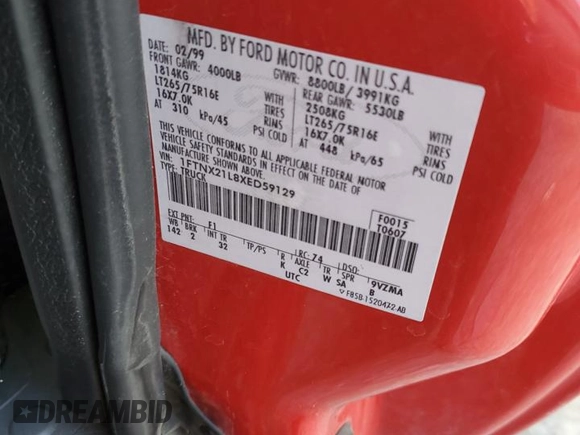 MFD. BY FORD MOTOR CO. IN U.S.A.
DATE: 02/99 GVWR: 8800LB/ 3991KG
FRONT GAWR: 4000LB REAR GAWR: 5530LB
1814KG WITH 2508KG WITH
LT265/75R16E TIRES LT265/75R16E TIRES
16X7.0K RIMS 16X7.0K RIMS
AT 310 kPa/45 PSI COLD AT 448 kPa/65 PSI COLD
THIS VEHICLE CONFORMS TO ALL APPLICABLE FEDERAL MOTOR
VEHICLE SAFETY STANDARDS IN EFFECT ON THE DATE OF
MANUFACTURE SHOWN ABOVE.
VIN: 1FTNX21L8XED59129 F0015
TYPE: TRUCK T0607
EXT PNT: F1 RC: 74 DSO:
WB BRK INT TR TP/PS R AXLE TR SPR 9VZMA
142 2 32 K C2 W SA B
UTC F85B-1520472-AB
DREAMBID